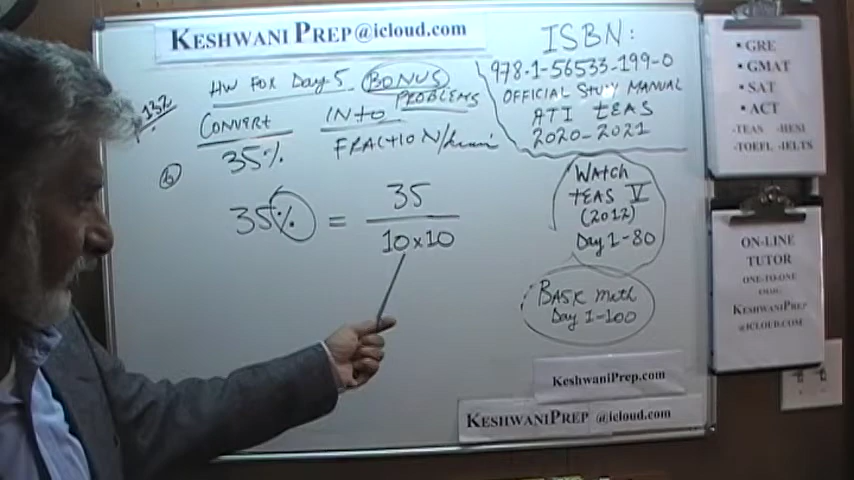 KESHWANI PREP@icloud.com
ISBN:
978-1-56533-199-0
OFFICIAL STUDY MANUAL
ATI TEAS
2020-2021
HW FOR Day 5 BONUS
PROBLEMS
132
CONVERT INTO
35% FRACTION/
b
35% = 35
10×10
WATCH
TEAS V
(2012)
Day 1-80
BASIC Math
Day 1-100
• GRE
• GMAT
• SAT
• ACT
-TEAS -HESI
-TOEFL -IELTS
ON-LINE
TUTOR
ONE-TO-ONE
KESHWANIPREP
@ICLOUD.COM
KESHWANIPREP.com
KESHWANIPREP @icloud.com